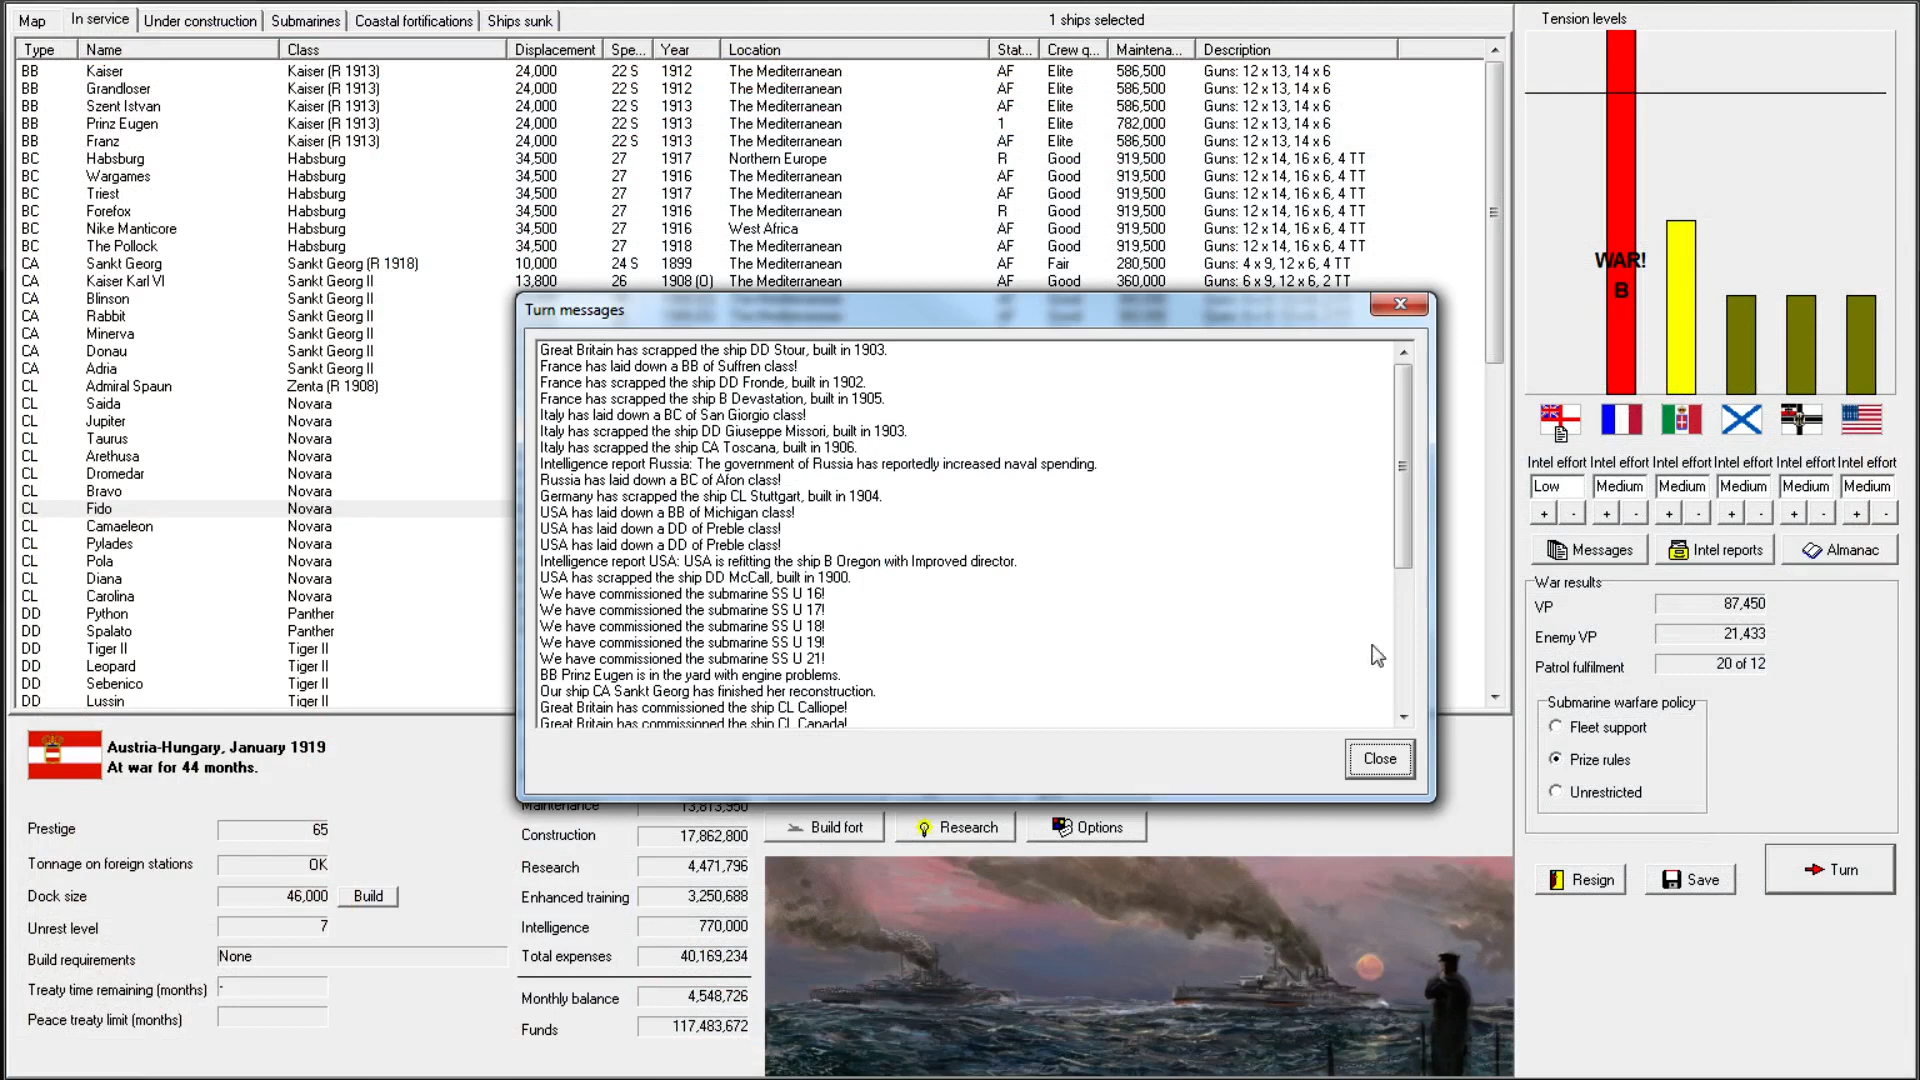 Map In service Under construction Submarines Coastal fortifications Ships sunk
1 ships selected
Type Name Class Displacement Spe... Year Location Stat... Crew q... Maintena... Description
BB Kaiser Kaiser (R 1913) 24,000 22 S 1912 The Mediterranean AF Elite 586,500 Guns: 12 x 13, 14 x 6
BB Grandloser Kaiser (R 1913) 24,000 22 S 1912 The Mediterranean AF Elite 586,500 Guns: 12 x 13, 14 x 6
BB Szent Istvan Kaiser (R 1913) 24,000 22 S 1913 The Mediterranean AF Elite 586,500 Guns: 12 x 13, 14 x 6
BB Prinz Eugen Kaiser (R 1913) 24,000 22 S 1913 The Mediterranean 1 Elite 782,000 Guns: 12 x 13, 14 x 6
BB Franz Kaiser (R 1913) 24,000 22 S 1913 The Mediterranean AF Elite 586,500 Guns: 12 x 13, 14 x 6
BC Habsburg Habsburg 34,500 27 1917 Northern Europe R Good 919,500 Guns: 12 x 14, 16 x 6, 4 TT
BC Wargames Habsburg 34,500 27 1916 The Mediterranean AF Good 919,500 Guns: 12 x 14, 16 x 6, 4 TT
BC Triest Habsburg 34,500 27 1917 The Mediterranean AF Good 919,500 Guns: 12 x 14, 16 x 6, 4 TT
BC Forefox Habsburg 34,500 27 1916 The Mediterranean R Good 919,500 Guns: 12 x 14, 16 x 6, 4 TT
BC Nike Manticore Habsburg 34,500 27 1916 West Africa AF Good 919,500 Guns: 12 x 14, 16 x 6, 4 TT
BC The Pollock Habsburg 34,500 27 1918 The Mediterranean AF Good 919,500 Guns: 12 x 14, 16 x 6, 4 TT
CA Sankt Georg Sankt Georg (R 1918) 10,000 24 S 1899 The Mediterranean AF Fair 280,500 Guns: 4 x 9, 12 x 6, 4 TT
CA Kaiser Karl VI Sankt Georg II 13,800 26 1908 (O) The Mediterranean AF Good 360,000 Guns: 6 x 9, 12 x 6, 2 TT
CA Blinson Sankt Georg II
CA Rabbit Sankt Georg II
CA Minerva Sankt Georg II
CA Donau Sankt Georg II
CA Adria Sankt Georg II
CL Admiral Spaun Zenta (R 1908)
CL Saida Novara
CL Jupiter Novara
CL Taurus Novara
CL Arethusa Novara
CL Dromedar Novara
CL Bravo Novara
CL Fido Novara
CL Camaeleon Novara
CL Pylades Novara
CL Pola Novara
CL Diana Novara
CL Carolina Novara
DD Python Panther
DD Spalato Panther
DD Tiger II Tiger II
DD Leopard Tiger II
DD Sebenico Tiger II
DD Lussin Tiger II
Turn messages
Great Britain has scrapped the ship DD Stour, built in 1903.
France has laid down a BB of Suffren class!
France has scrapped the ship DD Fronde, built in 1902.
France has scrapped the ship B Devastation, built in 1905.
Italy has laid down a BC of San Giorgio class!
Italy has scrapped the ship DD Giuseppe Missori, built in 1903.
Italy has scrapped the ship CA Toscana, built in 1906.
Intelligence report Russia: The government of Russia has reportedly increased naval spending.
Russia has laid down a BC of Afon class!
Germany has scrapped the ship CL Stuttgart, built in 1904.
USA has laid down a BB of Michigan class!
USA has laid down a DD of Preble class!
USA has laid down a DD of Preble class!
Intelligence report USA: USA is refitting the ship B Oregon with Improved director.
USA has scrapped the ship DD McCall, built in 1900.
We have commissioned the submarine SS U 16!
We have commissioned the submarine SS U 17!
We have commissioned the submarine SS U 18!
We have commissioned the submarine SS U 19!
We have commissioned the submarine SS U 21!
BB Prinz Eugen is in the yard with engine problems.
Our ship CA Sankt Georg has finished her reconstruction.
Great Britain has commissioned the ship CL Calliope!
Great Britain has commissioned the ship CL Canada!
Close
Tension levels
WAR!
B
Intel effort Intel effort Intel effort Intel effort Intel effort Intel effort
Low Medium Medium Medium Medium Medium
+ - + - + - + - + - + -
Messages Intel reports Almanac
War results
VP 87,450
Enemy VP 21,433
Patrol fulfilment 20 of 12
Submarine warfare policy
Fleet support
Prize rules
Unrestricted
Resign Save Turn
Austria-Hungary, January 1919
At war for 44 months.
Prestige 65
Tonnage on foreign stations OK
Dock size 46,000 Build
Unrest level 7
Build requirements None
Treaty time remaining (months) -
Peace treaty limit (months)
Maintenance 13,813,950
Construction 17,862,800
Research 4,471,796
Enhanced training 3,250,688
Intelligence 770,000
Total expenses 40,169,234
Monthly balance 4,548,726
Funds 117,483,672
Build fort Research Options